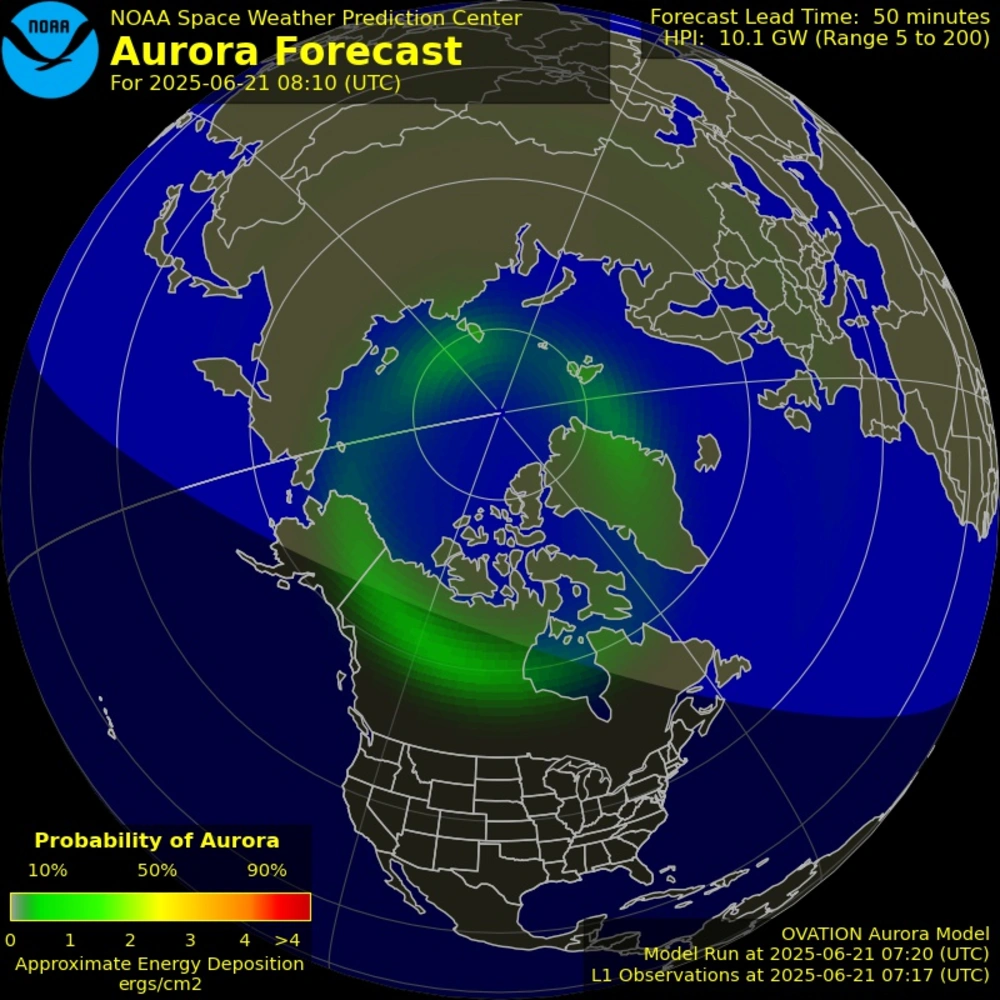 NOAA
NOAA Space Weather Prediction Center
Aurora Forecast
For 2025-06-21 08:10 (UTC)
Forecast Lead Time: 50 minutes
HPI: 10.1 GW (Range 5 to 200)
Probability of Aurora
10% 50% 90%
0 1 2 3 4 >4
Approximate Energy Deposition
ergs/cm2
OVATION Aurora Model
Model Run at 2025-06-21 07:20 (UTC)
L1 Observations at 2025-06-21 07:17 (UTC)